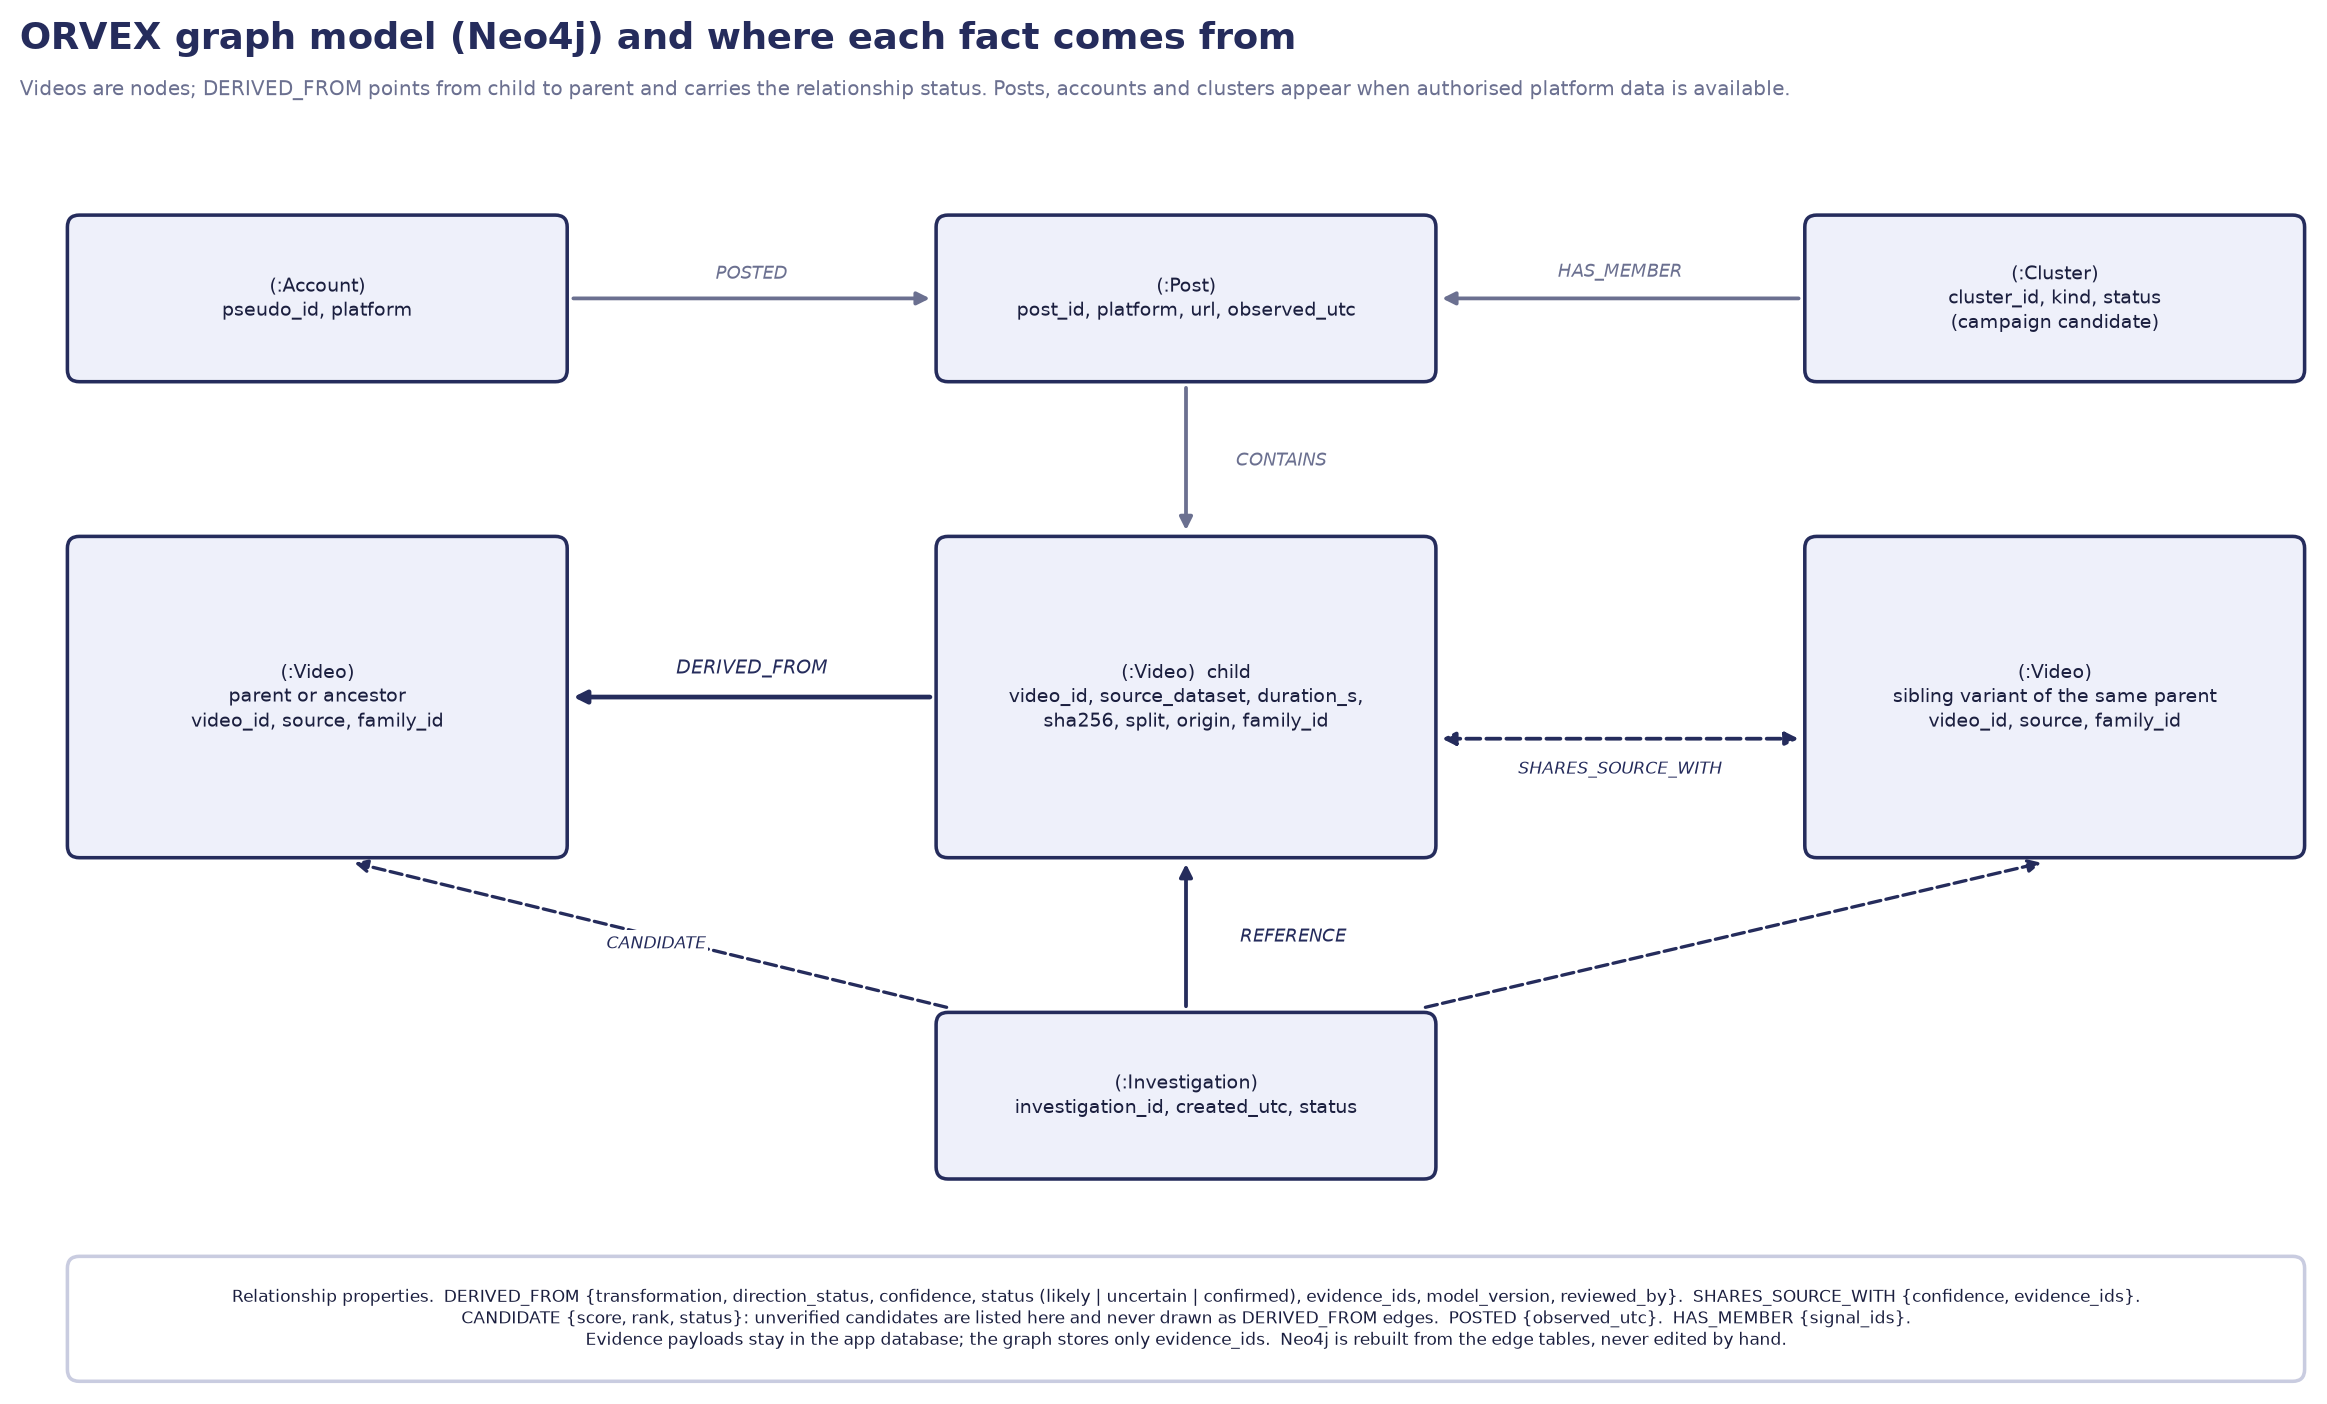 ORVEX graph model (Neo4j) and where each fact comes from
Videos are nodes; DERIVED_FROM points from child to parent and carries the relationship status. Posts, accounts and clusters appear when authorised platform data is available.
(:Account)
pseudo_id, platform
POSTED
(:Post)
post_id, platform, url, observed_utc
HAS_MEMBER
(:Cluster)
cluster_id, kind, status
(campaign candidate)
CONTAINS
(:Video)
parent or ancestor
video_id, source, family_id
DERIVED_FROM
(:Video)  child
video_id, source_dataset, duration_s,
sha256, split, origin, family_id
SHARES_SOURCE_WITH
(:Video)
sibling variant of the same parent
video_id, source, family_id
CANDIDATE
REFERENCE
(:Investigation)
investigation_id, created_utc, status
Relationship properties.  DERIVED_FROM {transformation, direction_status, confidence, status (likely | uncertain | confirmed), evidence_ids, model_version, reviewed_by}.  SHARES_SOURCE_WITH {confidence, evidence_ids}.
CANDIDATE {score, rank, status}: unverified candidates are listed here and never drawn as DERIVED_FROM edges.  POSTED {observed_utc}.  HAS_MEMBER {signal_ids}.
Evidence payloads stay in the app database; the graph stores only evidence_ids.  Neo4j is rebuilt from the edge tables, never edited by hand.